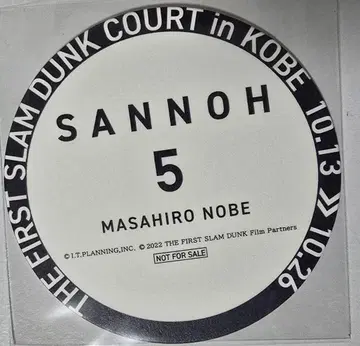 THE FIRST SLAM DUNK COURT in KOBE 10.13 》10.26
SANNOH
5
MASAHIRO NOBE
© I.T.PLANNING,INC. © 2022 THE FIRST SLAM DUNK Film Partners
NOT FOR SALE